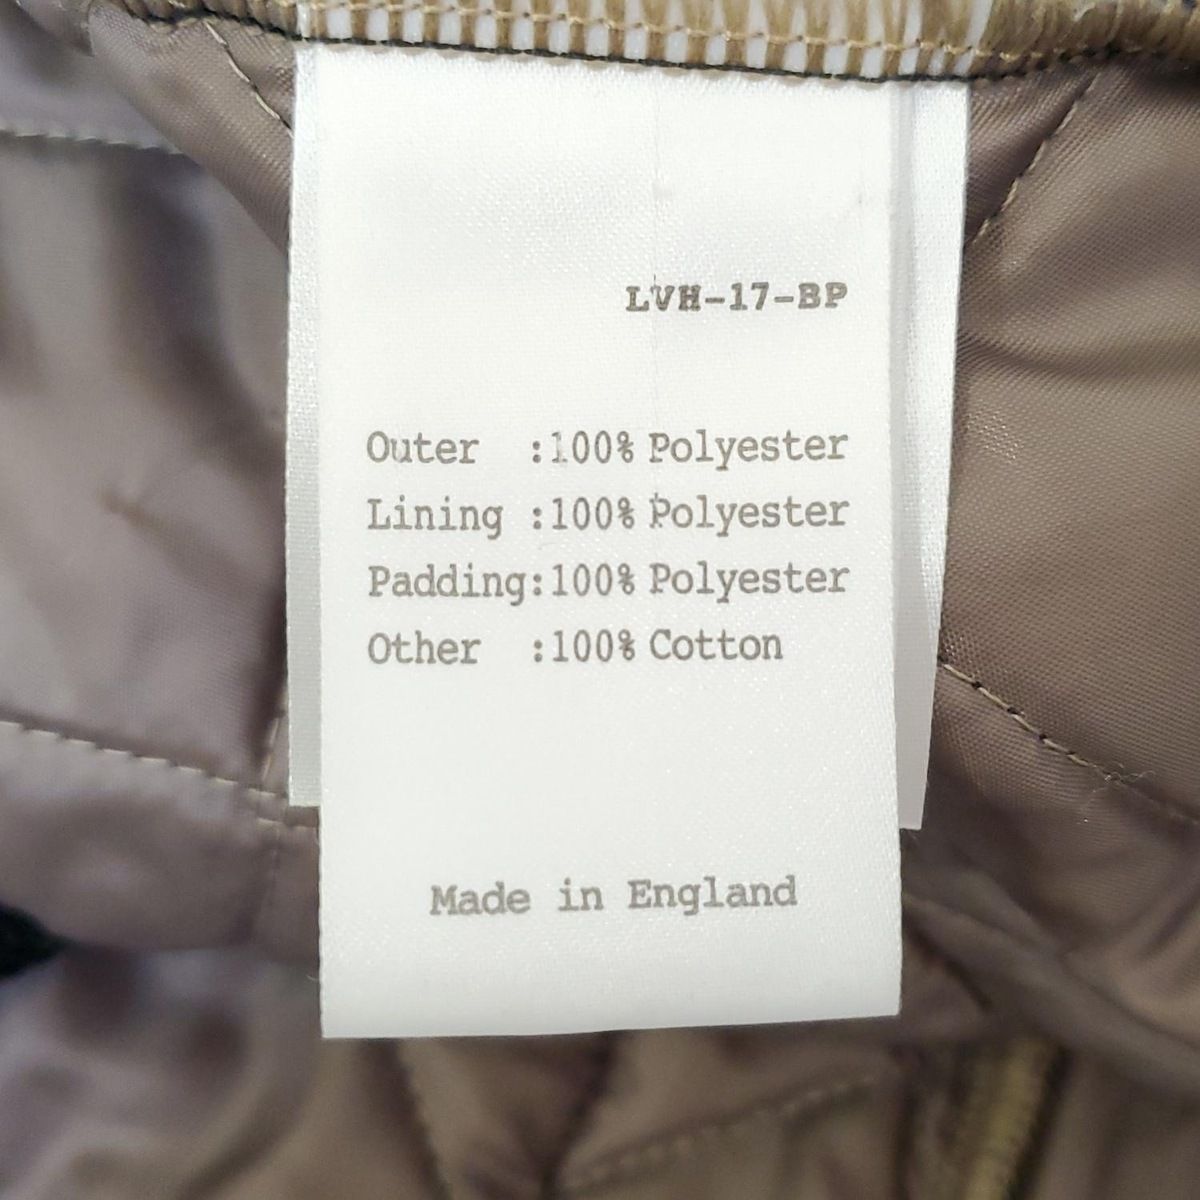 LVH-17-BP
Outer :100% Polyester
Lining :100% Polyester
Padding:100% Polyester
Other :100% Cotton
Made in England